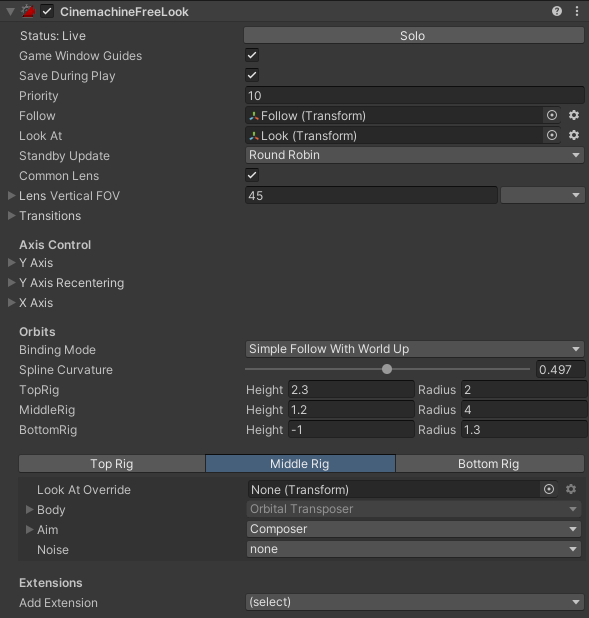 CinemachineFreeLook
Status: Live Solo
Game Window Guides
Save During Play
Priority 10
Follow Follow (Transform)
Look At Look (Transform)
Standby Update Round Robin
Common Lens
Lens Vertical FOV 45
Transitions
Axis Control
Y Axis
Y Axis Recentering
X Axis
Orbits
Binding Mode Simple Follow With World Up
Spline Curvature 0.497
TopRig Height 2.3 Radius 2
MiddleRig Height 1.2 Radius 4
BottomRig Height -1 Radius 1.3
Top Rig Middle Rig Bottom Rig
Look At Override None (Transform)
Body Orbital Transposer
Aim Composer
Noise none
Extensions
Add Extension (select)